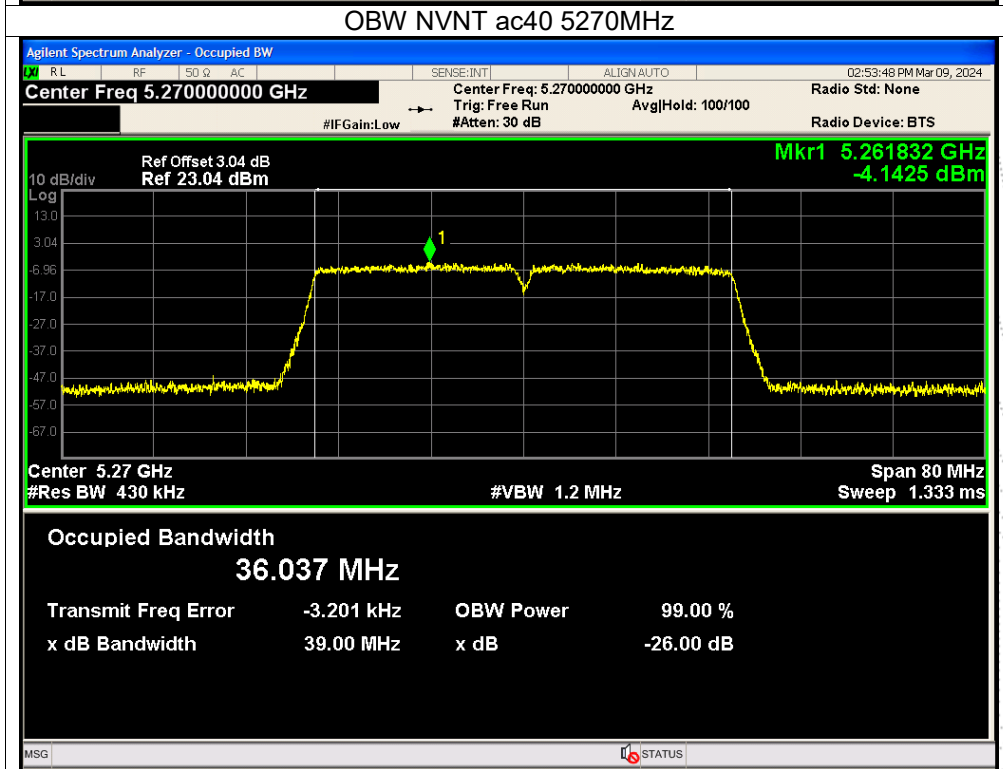 OBW NVNT ac40 5270MHz
Agilent Spectrum Analyzer - Occupied BW
LXI RL RF 50 Ω AC SENSE:INT ALIGN AUTO 02:53:48 PM Mar 09, 2024
Center Freq 5.270000000 GHz Center Freq: 5.270000000 GHz Radio Std: None
Trig: Free Run Avg|Hold: 100/100
#IFGain:Low #Atten: 30 dB Radio Device: BTS
Ref Offset 3.04 dB Mkr1 5.261832 GHz
10 dB/div Ref 23.04 dBm -4.1425 dBm
Log
13.0
3.04
1
-6.96
-17.0
-27.0
-37.0
-47.0
-57.0
-67.0
Center 5.27 GHz Span 80 MHz
#Res BW 430 kHz #VBW 1.2 MHz Sweep 1.333 ms
Occupied Bandwidth
36.037 MHz
Transmit Freq Error -3.201 kHz OBW Power 99.00 %
x dB Bandwidth 39.00 MHz x dB -26.00 dB
MSG STATUS